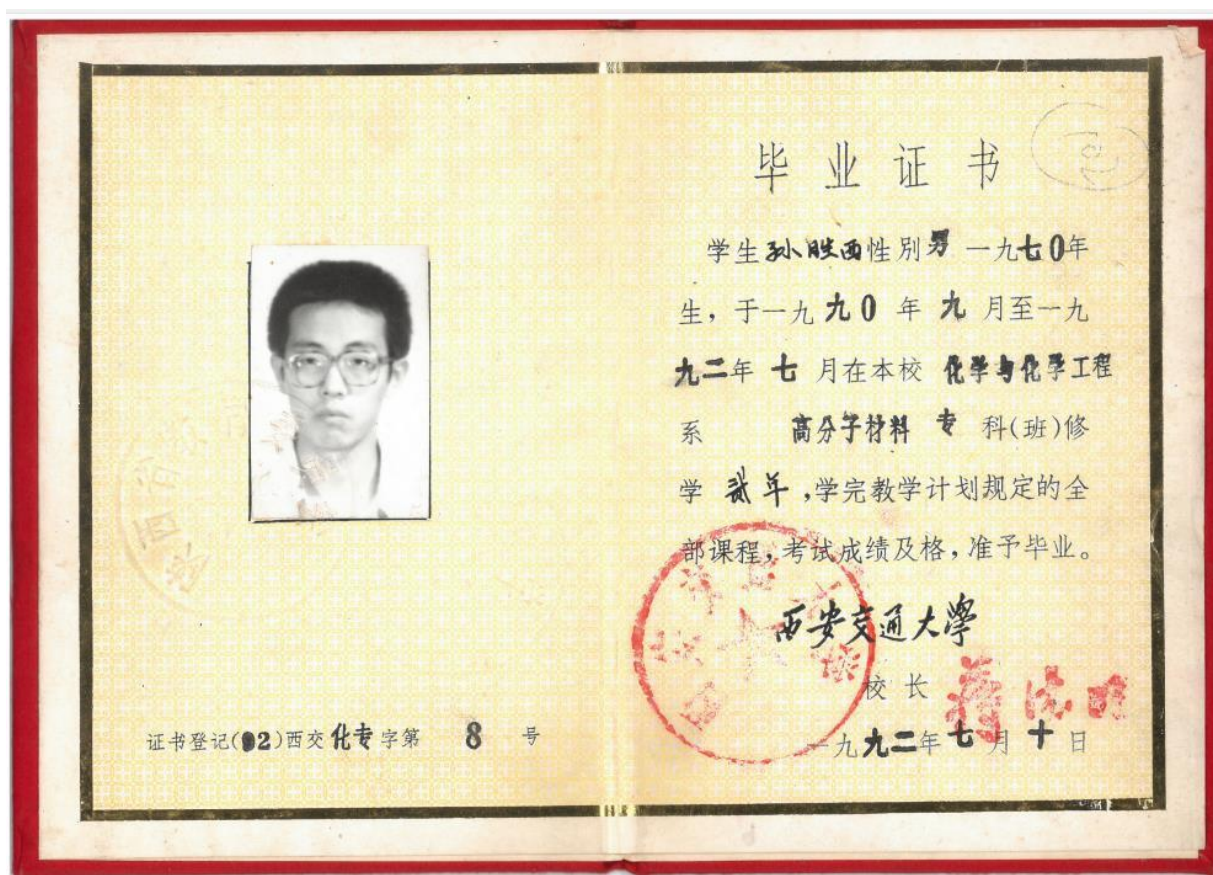 证书登记(92)西交化专字第 8 号
毕业证书
学生孙胜西性别男 一九七0年
生，于一九九0年九月至一九
九二年七月在本校 化学与化学工程
系 高分子材料 专 科(班)修
学 贰年，学完教学计划规定的全
部课程，考试成绩及格，准予毕业。
西安交通大學
校长
一九九二年七月十日